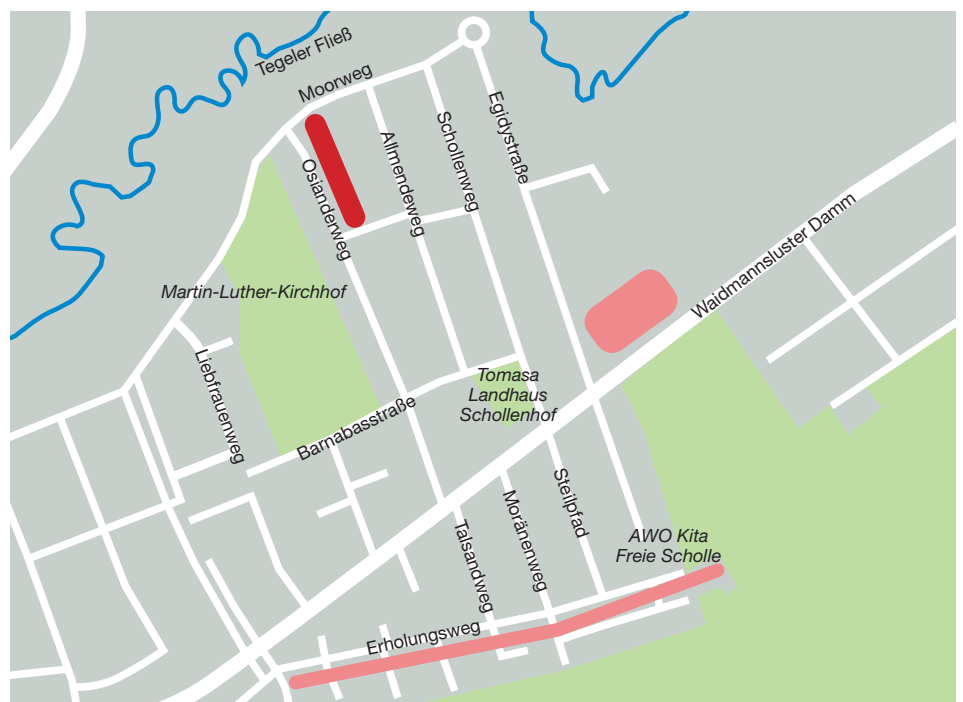 Tegeler Fließ
Moorweg
Egidystraße
Schollenweg
Allmendeweg
Osianderweg
Waidmannsluster Damm
Martin-Luther-Kirchhof
Liebfrauenweg
Tomasa
Landhaus
Schollenhof
Barnabasstraße
Steilpfad
Moränenweg
Talsandweg
AWO Kita
Freie Scholle
Erholungsweg